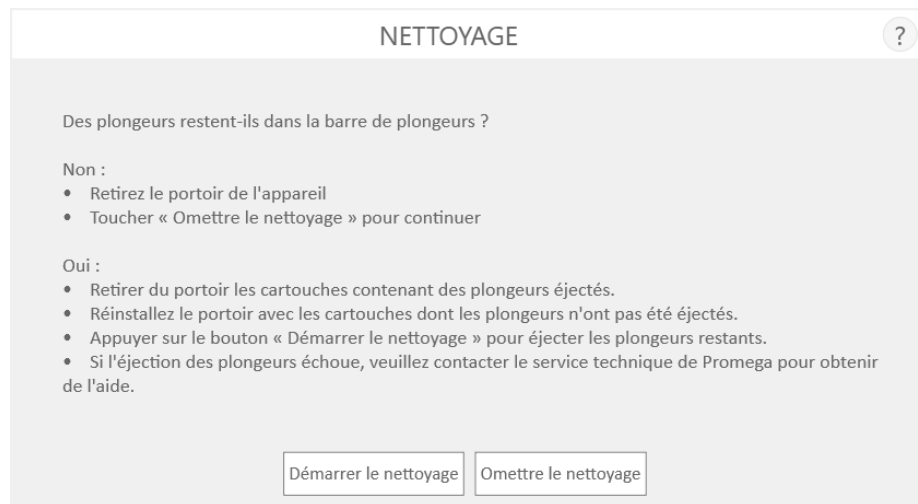 NETTOYAGE
?
Des plongeurs restent-ils dans la barre de plongeurs ?
Non :
• Retirez le portoir de l'appareil
• Toucher « Omettre le nettoyage » pour continuer
Oui :
• Retirer du portoir les cartouches contenant des plongeurs éjectés.
• Réinstallez le portoir avec les cartouches dont les plongeurs n'ont pas été éjectés.
• Appuyer sur le bouton « Démarrer le nettoyage » pour éjecter les plongeurs restants.
• Si l'éjection des plongeurs échoue, veuillez contacter le service technique de Promega pour obtenir
de l'aide.
Démarrer le nettoyage
Omettre le nettoyage